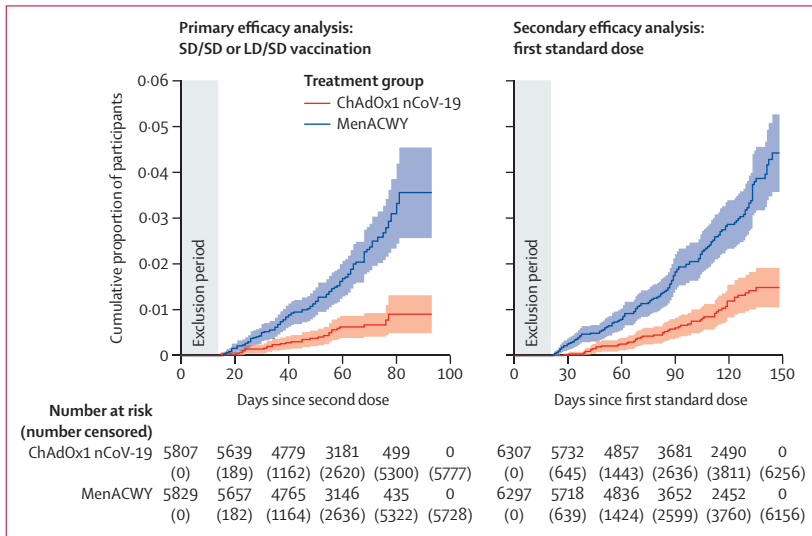 Primary efficacy analysis:
SD/SD or LD/SD vaccination
Secondary efficacy analysis:
first standard dose
Treatment group
ChAdOx1 nCoV-19
MenACWY
Cumulative proportion of participants
0·06
0·05
0·04
0·03
0·02
0·01
0
Exclusion period
Exclusion period
0 20 40 60 80 100
Days since second dose
0 30 60 90 120 150
Days since first standard dose
Number at risk
(number censored)
ChAdOx1 nCoV-19 5807 5639 4779 3181 499 0 6307 5732 4857 3681 2490 0
(0) (189) (1162) (2620) (5300) (5777) (0) (645) (1443) (2636) (3811) (6256)
MenACWY 5829 5657 4765 3146 435 0 6297 5718 4836 3652 2452 0
(0) (182) (1164) (2636) (5322) (5728) (0) (639) (1424) (2599) (3760) (6156)